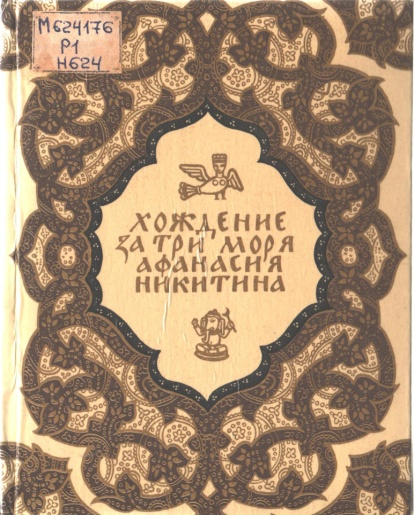 М624176
Р1
Н624
ХОЖДЕНИЕ
ЗА ТРИ МОРЯ
АФАНАСИЯ
НИКИТИНА